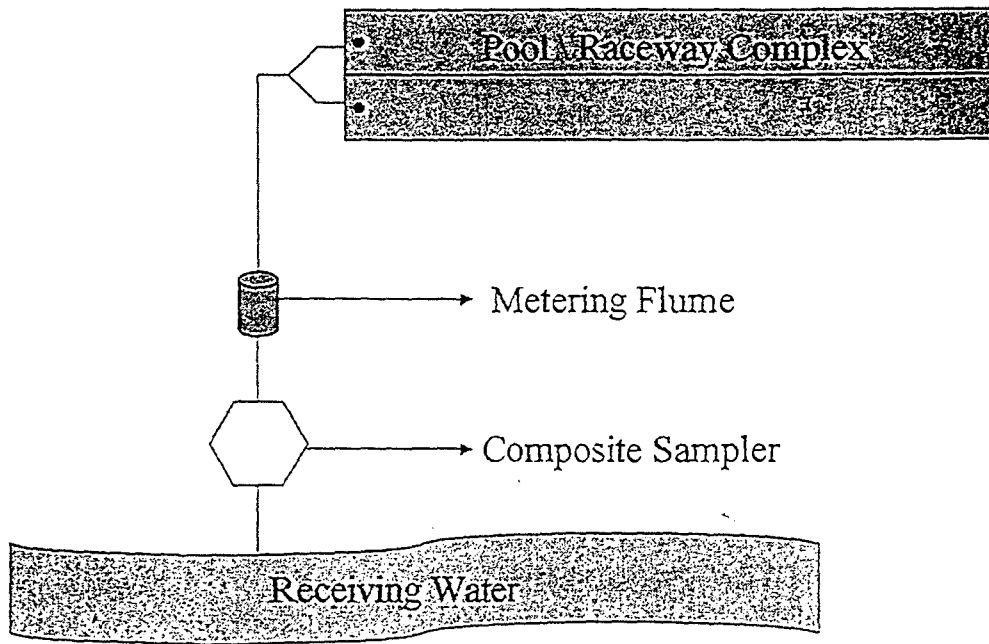 Pool \ Raceway Complex
Metering Flume
Composite Sampler
Receiving Water